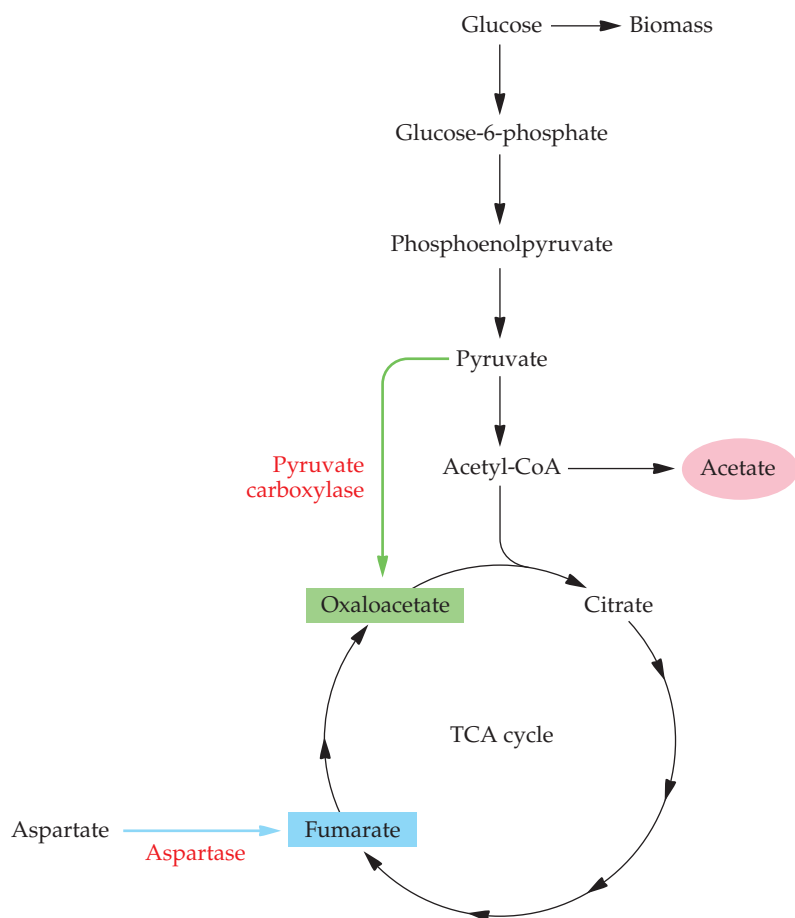 Glucose
Biomass
Glucose-6-phosphate
Phosphoenolpyruvate
Pyruvate
Pyruvate
carboxylase
Acetyl-CoA
Acetate
Oxaloacetate
Citrate
TCA cycle
Aspartate
Aspartase
Fumarate